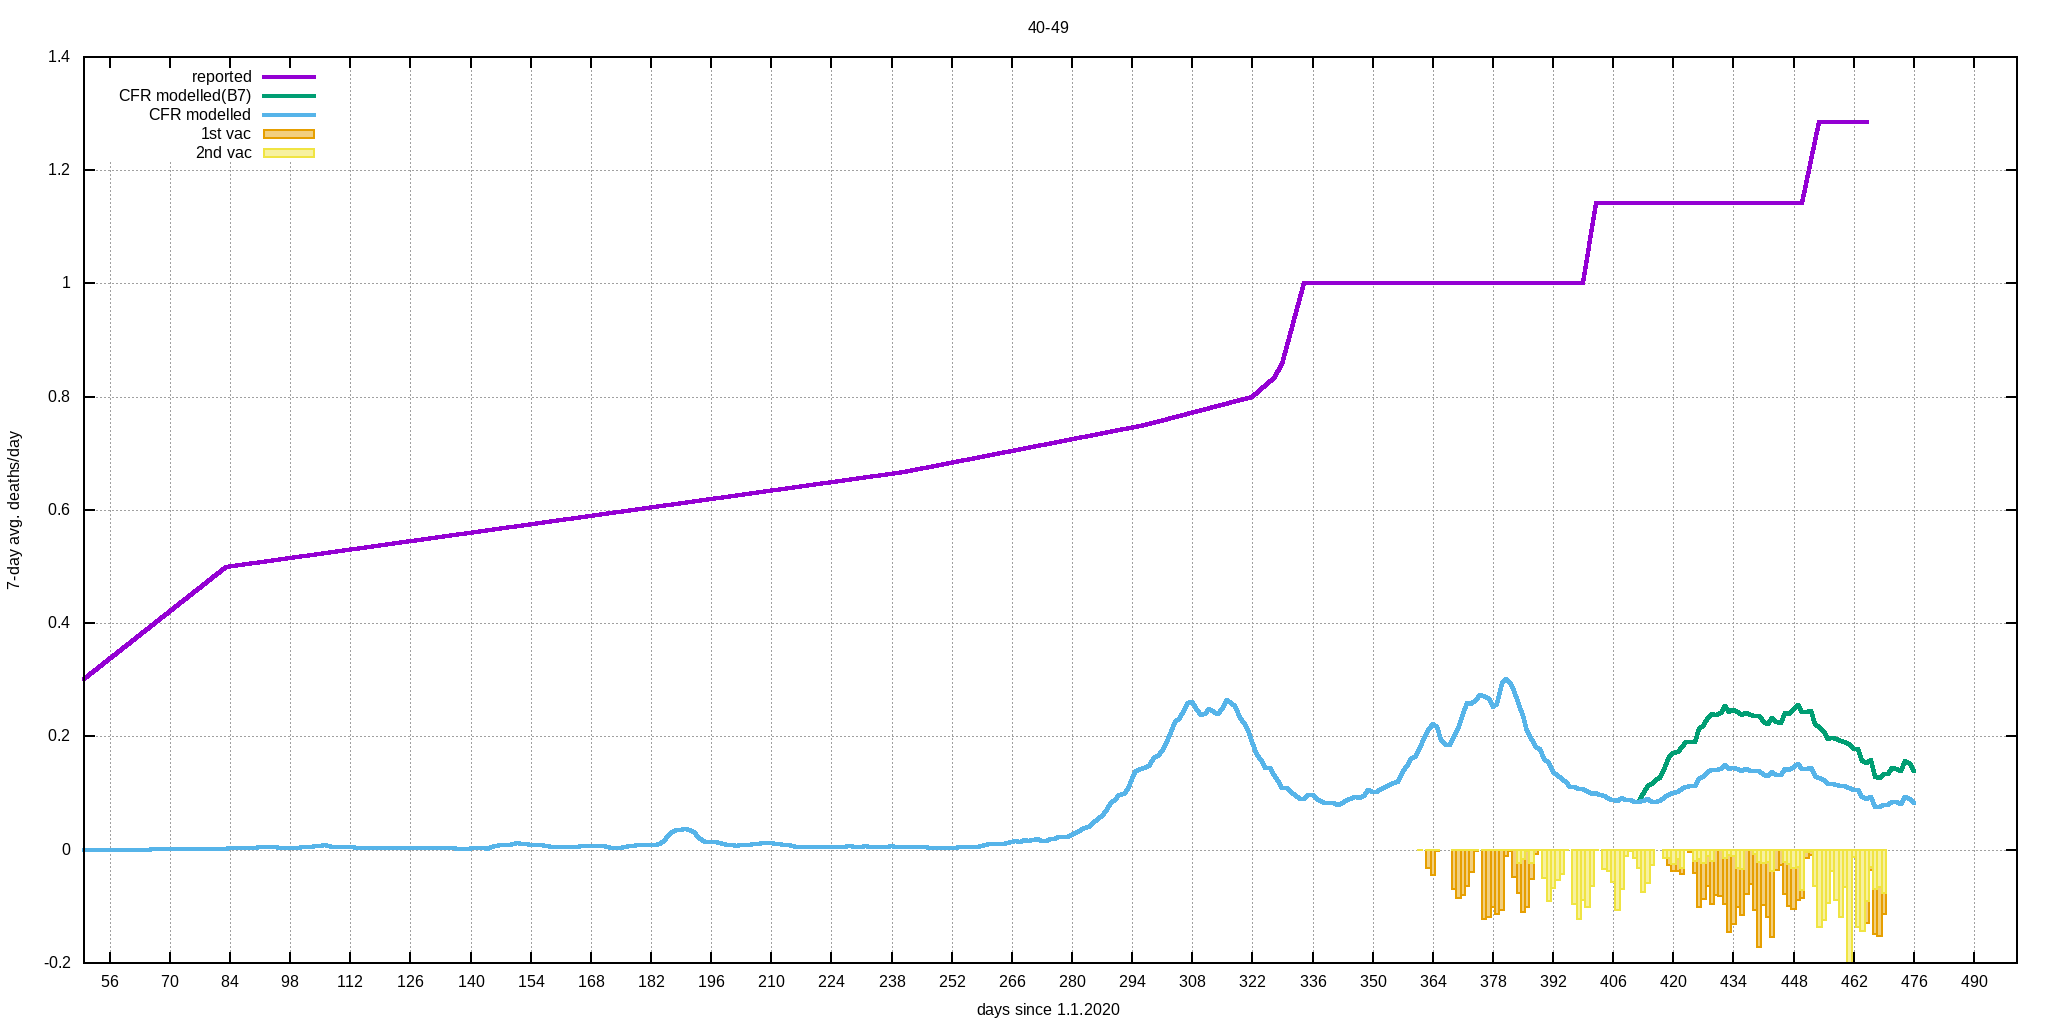 40-49
reported
CFR modelled(B7)
CFR modelled
1st vac
2nd vac
1.4
1.2
1
0.8
0.6
0.4
0.2
0
-0.2
7-day avg. deaths/day
56 70 84 98 112 126 140 154 168 182 196 210 224 238 252 266 280 294 308 322 336 350 364 378 392 406 420 434 448 462 476 490
days since 1.1.2020